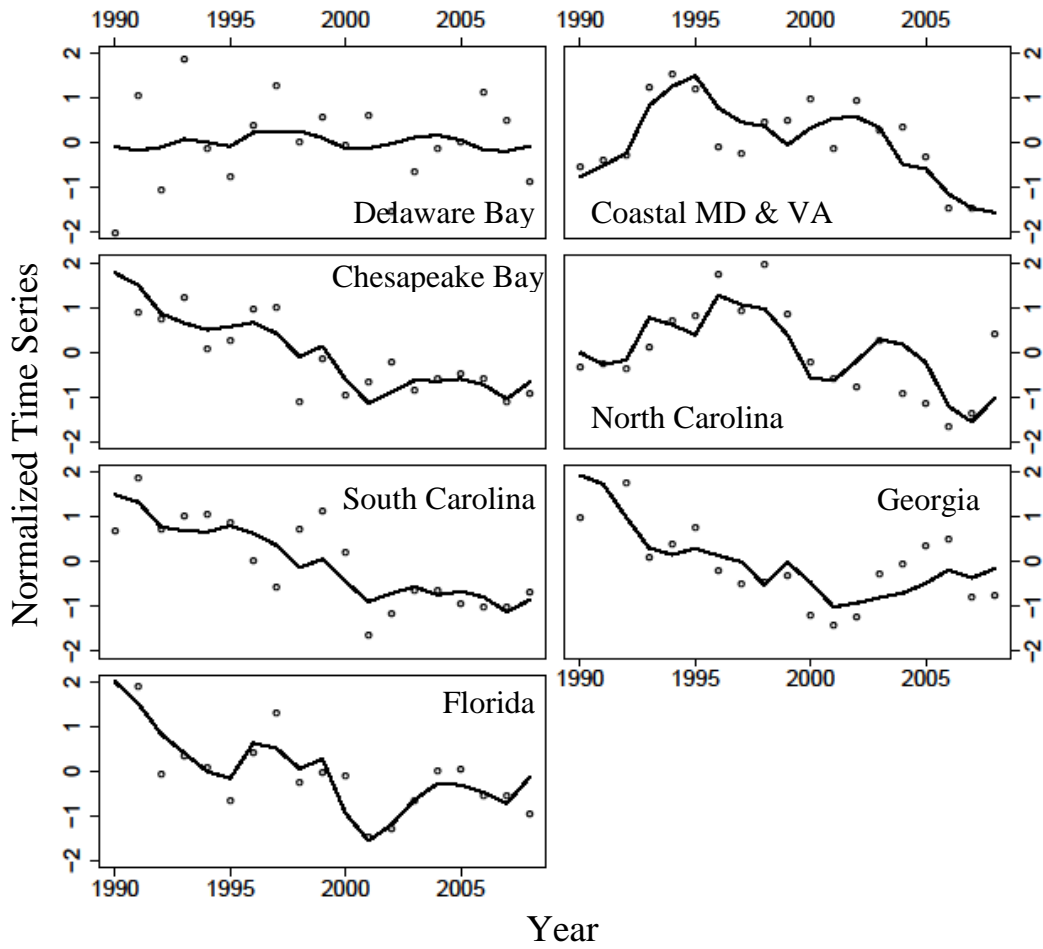 1990 1995 2000 2005
1990 1995 2000 2005
2
1
0
-1
-2
Delaware Bay
Coastal MD & VA
2
1
0
-1
-2
2
1
0
-1
-2
Chesapeake Bay
North Carolina
2
1
0
-1
-2
2
1
0
-1
-2
South Carolina
Georgia
2
1
0
-1
-2
1990 1995 2000 2005
2
1
0
-1
-2
Florida
1990 1995 2000 2005
Normalized Time Series
Year